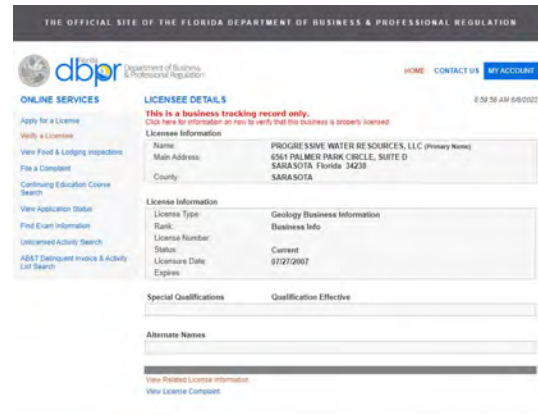 THE OFFICIAL SITE OF THE FLORIDA DEPARTMENT OF BUSINESS & PROFESSIONAL REGULATION
dbpr Department of Business
& Professional Regulation
HOME CONTACT US MY ACCOUNT
ONLINE SERVICES
Apply for a License
Verify a Licensee
View Food & Lodging Inspections
File a Complaint
Continuing Education Course
Search
View Application Status
Find Exam Information
Unlicensed Activity Search
AB&T Delinquent Invoice & Activity
List Search
LICENSEE DETAILS
This is a business tracking record only.
Click here for information on how to verify that this business is properly licensed.
Licensee Information
Name: PROGRESSIVE WATER RESOURCES, LLC (Primary Name)
Main Address: 6561 PALMER PARK CIRCLE, SUITE D
SARASOTA Florida 34238
County: SARASOTA
License Information
License Type: Geology Business Information
Rank: Business Info
License Number:
Status: Current
Licensure Date: 07/27/2007
Expires:
Special Qualifications Qualification Effective
Alternate Names
View Related License Information
View License Complaint